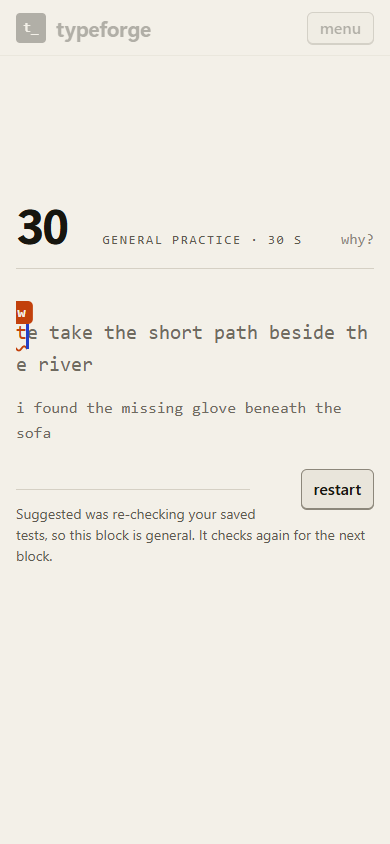 t_ typeforge menu
30 GENERAL PRACTICE · 30 S why?
w
te take the short path beside th
e river
i found the missing glove beneath the
sofa
restart
Suggested was re-checking your saved
tests, so this block is general. It checks again for the next
block.